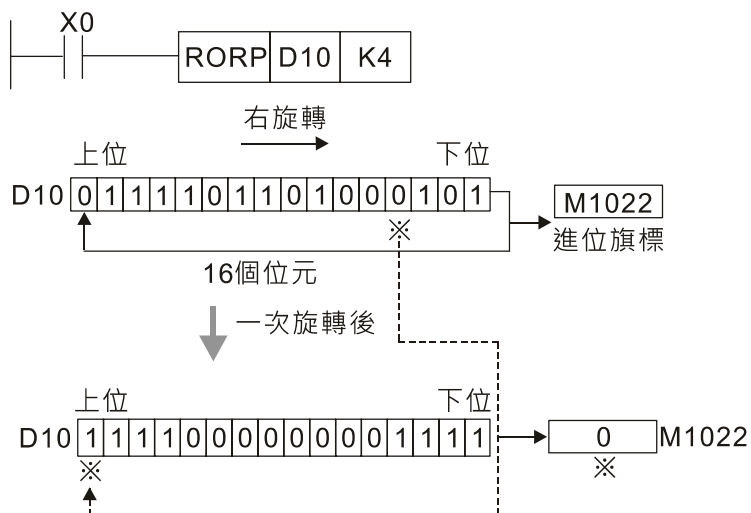 X0
RORP D10 K4
右旋轉
上位 下位
D10 0 1 1 1 1 0 1 1 0 1 0 0 0 1 0 1 M1022
※ 進位旗標
16個位元
一次旋轉後
上位 下位
D10 1 1 1 1 0 0 0 0 0 0 0 0 1 1 1 1 0 M1022
※ ※